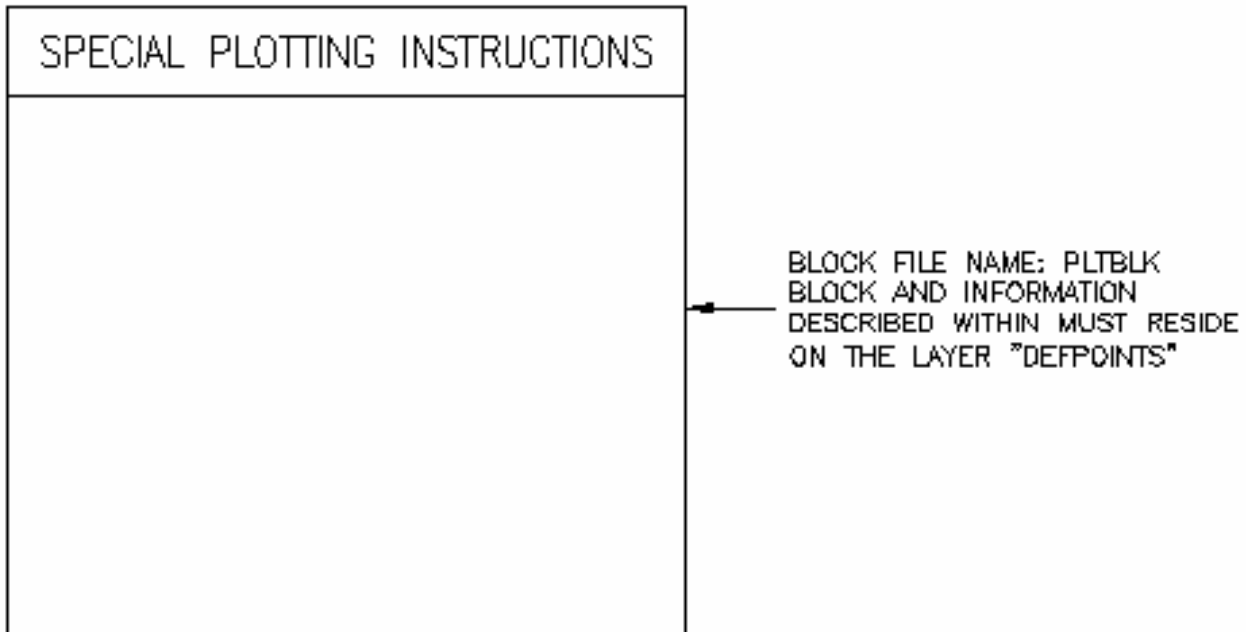 SPECIAL PLOTTING INSTRUCTIONS
BLOCK FILE NAME: PLTBLK
BLOCK AND INFORMATION
DESCRIBED WITHIN MUST RESIDE
ON THE LAYER "DEFPOINTS"